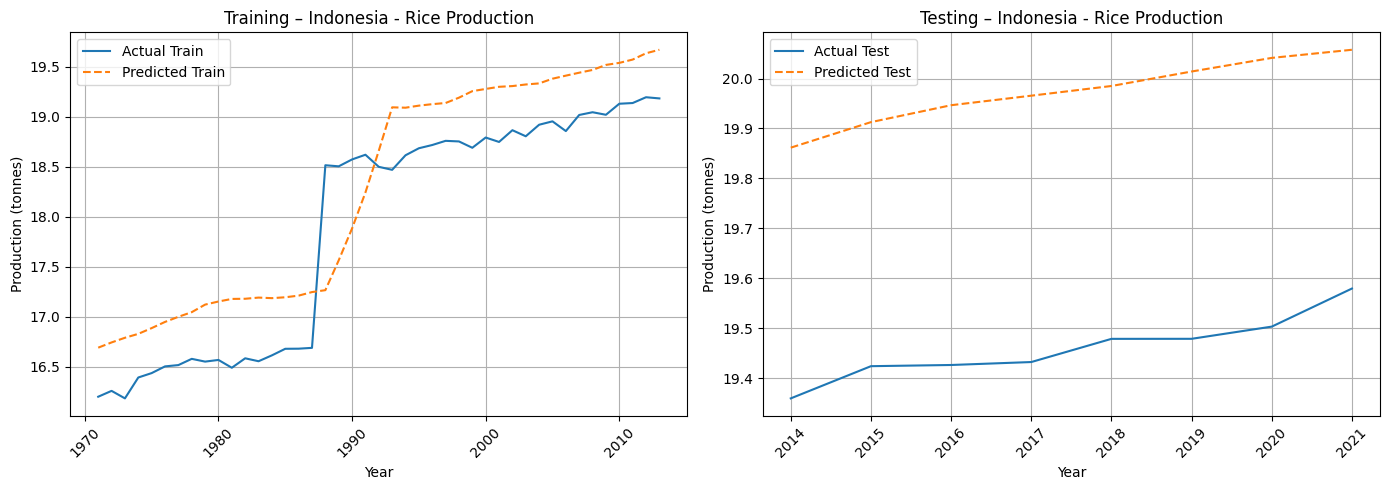 Training – Indonesia - Rice Production
Actual Train
Predicted Train
Production (tonnes)
19.5
19.0
18.5
18.0
17.5
17.0
16.5
1970
1980
1990
2000
2010
Year
Testing – Indonesia - Rice Production
Actual Test
Predicted Test
Production (tonnes)
20.0
19.9
19.8
19.7
19.6
19.5
19.4
2014
2015
2016
2017
2018
2019
2020
2021
Year